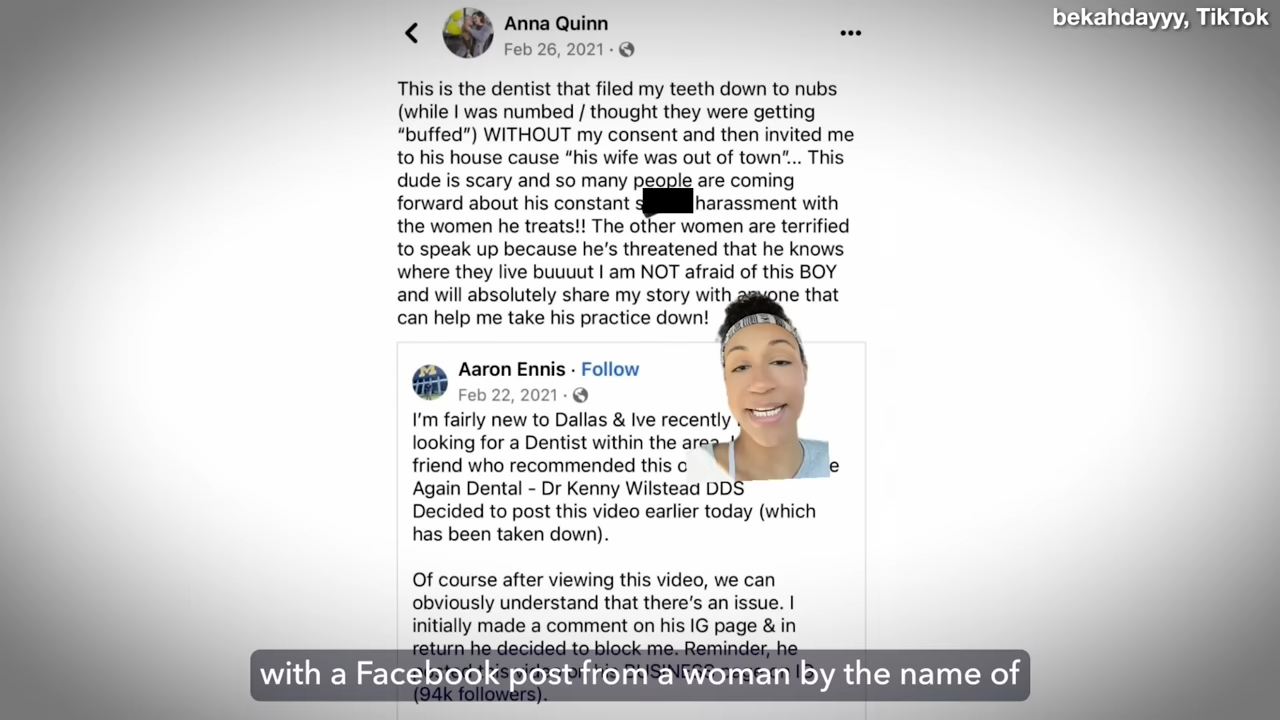 bekahdayyy, TikTok
Anna Quinn
Feb 26, 2021 ·
This is the dentist that filed my teeth down to nubs
(while I was numbed / thought they were getting
“buffed”) WITHOUT my consent and then invited me
to his house cause “his wife was out of town”... This
dude is scary and so many people are coming
forward about his constant s harassment with
the women he treats!! The other women are terrified
to speak up because he’s threatened that he knows
where they live buuuut I am NOT afraid of this BOY
and will absolutely share my story with anyone that
can help me take his practice down!
Aaron Ennis · Follow
Feb 22, 2021 ·
I’m fairly new to Dallas & Ive recently
looking for a Dentist within the area
friend who recommended this e
Again Dental - Dr Kenny Wilstead DDS
Decided to post this video earlier today (which
has been taken down).
Of course after viewing this video, we can
obviously understand that there’s an issue. I
initially made a comment on his IG page & in
return he decided to block me. Reminder, he
(94k followers).
with a Facebook post from a woman by the name of